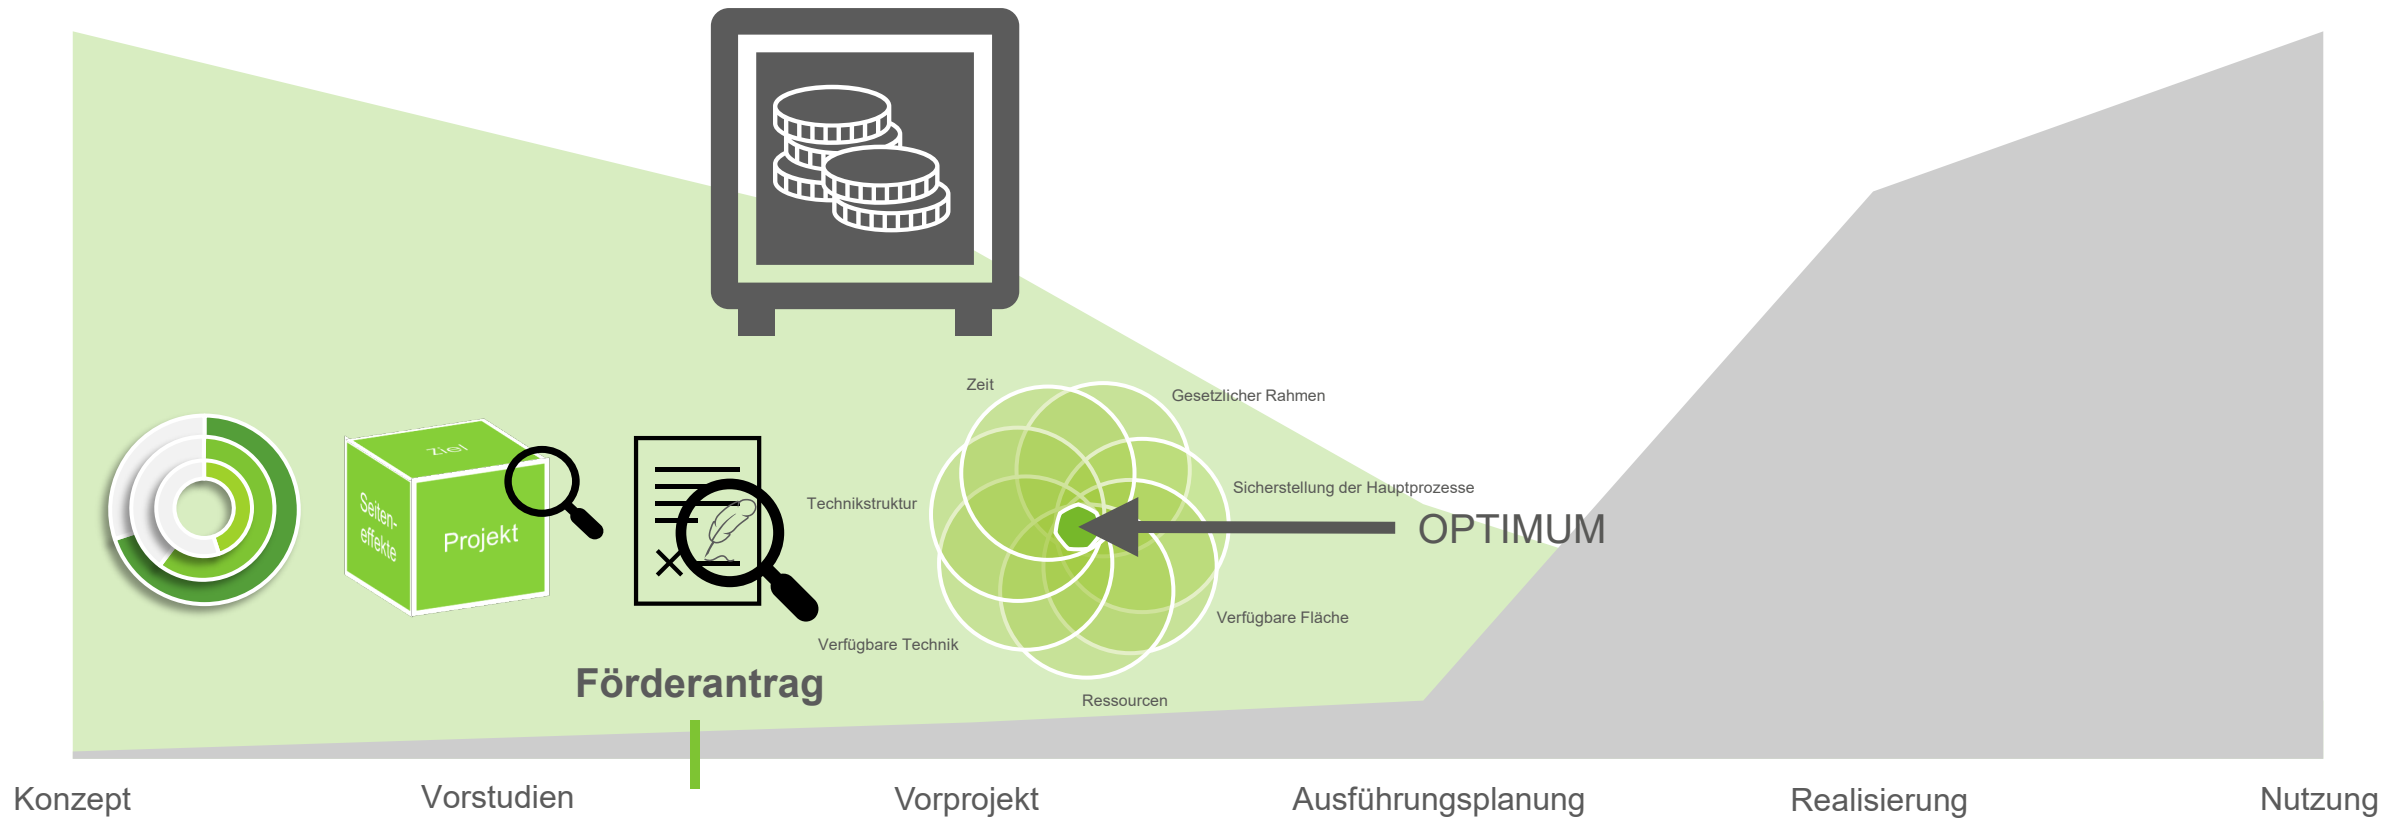 Zeit
Gesetzlicher Rahmen
Ziel
Seiten-
effekte
Projekt
Technikstruktur
Sicherstellung der Hauptprozesse
OPTIMUM
Verfügbare Fläche
Verfügbare Technik
Förderantrag
Ressourcen
Konzept
Vorstudien
Vorprojekt
Ausführungsplanung
Realisierung
Nutzung